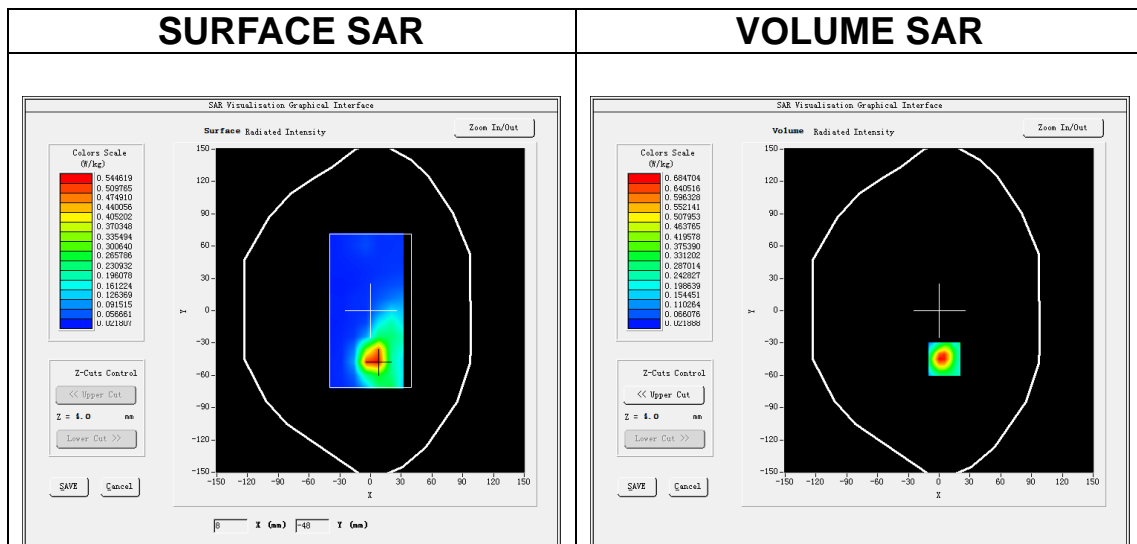 SURFACE SAR
VOLUME SAR
SAR Visualisation Graphical Interface
Surface Radiated Intensity
Zoom In/Out
Colors Scale
(W/kg)
0.544619
0.509765
0.474910
0.440056
0.405202
0.370348
0.335494
0.300640
0.265786
0.230932
0.196078
0.161224
0.126369
0.091515
0.056661
0.021807
Z-Cuts Control
<< Upper Cut
Z = 4.0 mm
Lower Cut >>
SAVE Cancel
150
120
90
60
30
0
-30
-60
-90
-120
-150
Y
-150 -120 -90 -60 -30 0 30 60 90 120 150
X
8 X (mm) -48 Y (mm)
SAR Visualisation Graphical Interface
Volume Radiated Intensity
Zoom In/Out
Colors Scale
(W/kg)
0.684704
0.640516
0.596328
0.552141
0.507953
0.463765
0.419578
0.375390
0.331202
0.287014
0.242827
0.198639
0.154451
0.110264
0.066076
0.021888
Z-Cuts Control
<< Upper Cut
Z = 4.0 mm
Lower Cut >>
SAVE Cancel
150
120
90
60
30
0
-30
-60
-90
-120
-150
Y
-150 -120 -90 -60 -30 0 30 60 90 120 150
X